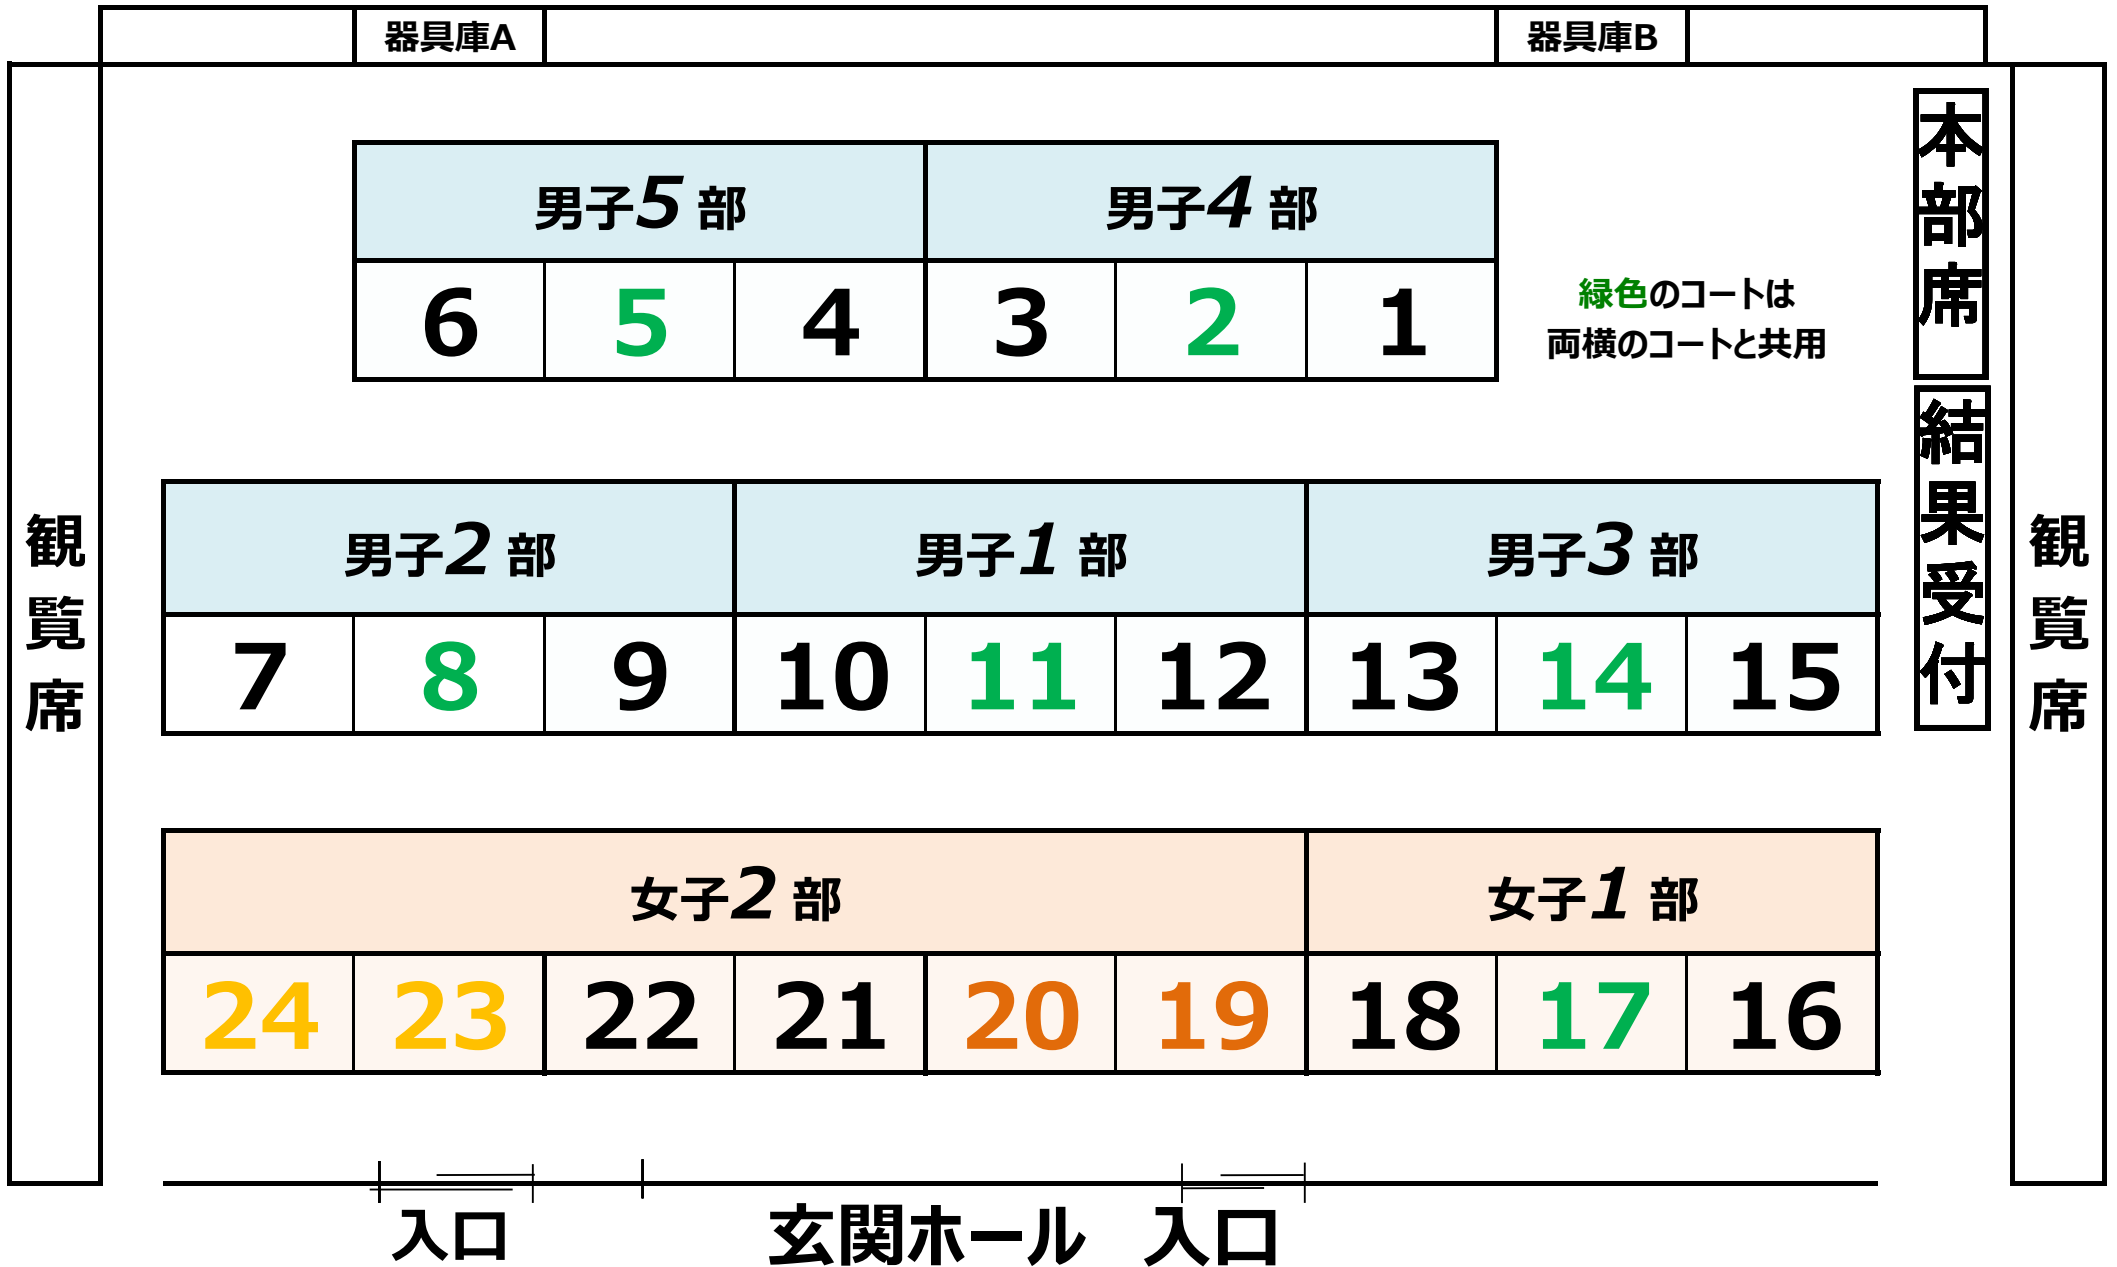 器具庫A
器具庫B
本部席
男子5部
男子4部
6 5 4 3 2 1
緑色のコートは
両横のコートと共用
結果受付
観覧席
観覧席
男子2部
男子1部
男子3部
7 8 9 10 11 12 13 14 15
女子2部
女子1部
24 23 22 21 20 19 18 17 16
入口
玄関ホール
入口